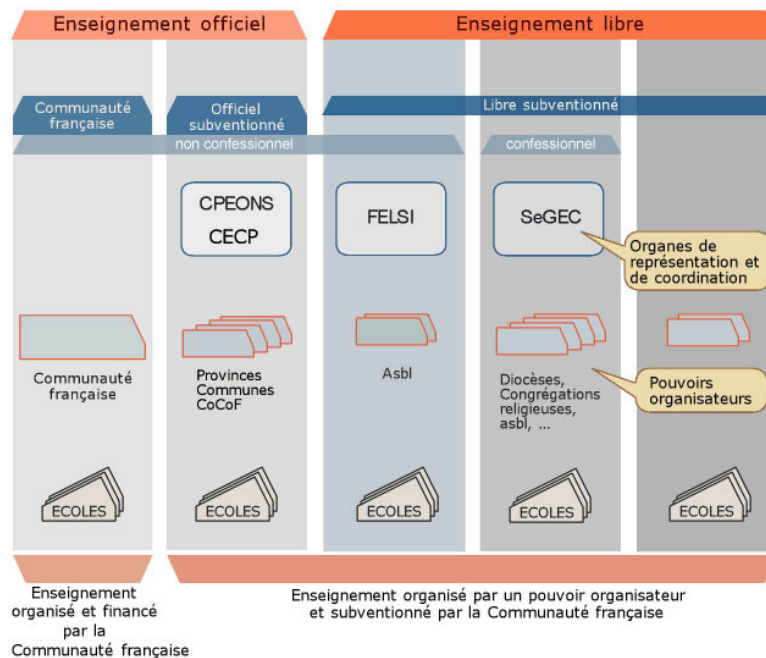 Enseignement officiel
Enseignement libre
Communauté
française
Officiel
subventionné
Libre subventionné
non confessionnel
confessionnel
CPEONS
CECP
FELSI
SeGEC
Organes de
représentation et
de coordination
Communauté
française
Provinces
Communes
CoCoF
Asbl
Diocèses,
Congrégations
religieuses,
asbl, ...
Pouvoirs
organisateurs
ECOLES
ECOLES
ECOLES
ECOLES
ECOLES
Enseignement
organisé et financé
par la
Communauté française
Enseignement organisé par un pouvoir organisateur
et subventionné par la Communauté française